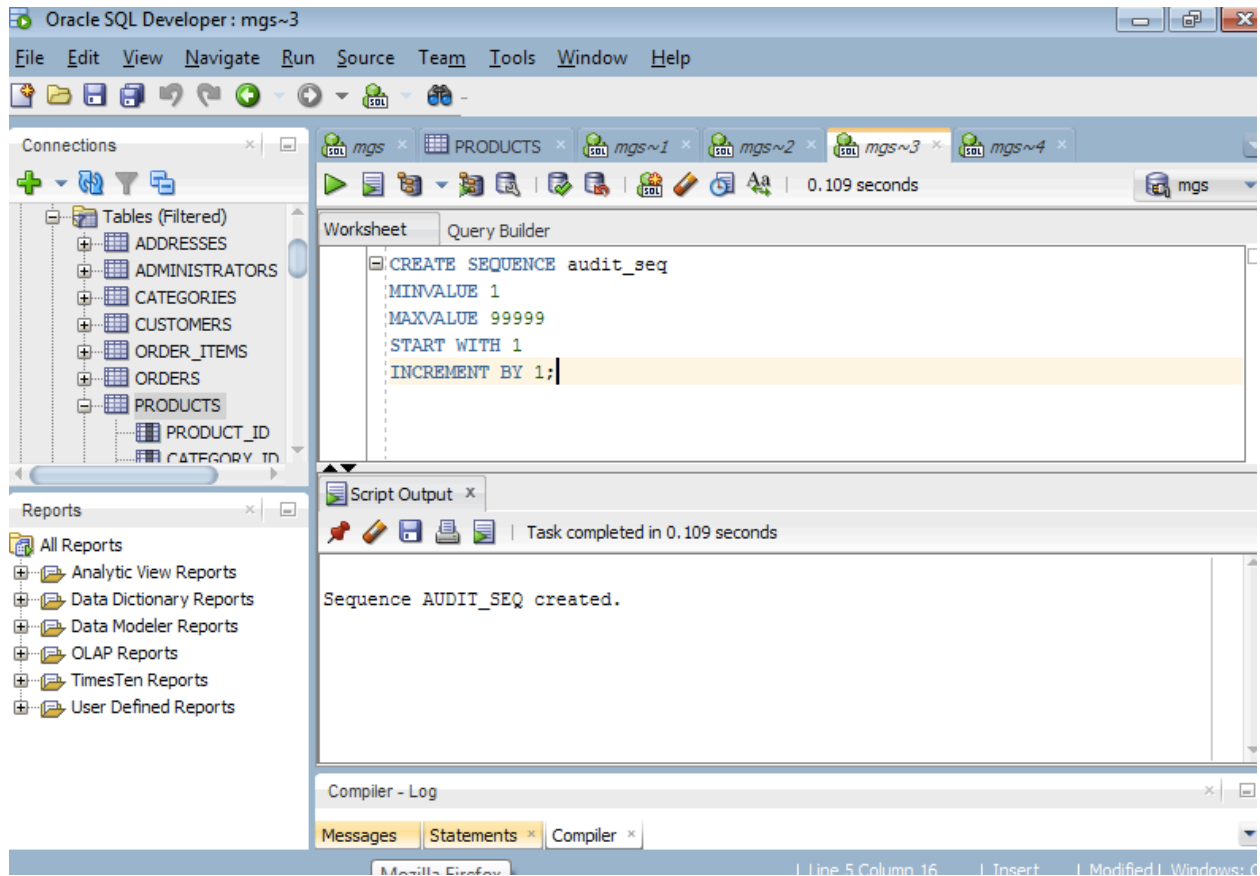 Oracle SQL Developer : mgs~3
File Edit View Navigate Run Source Team Tools Window Help
Connections
Tables (Filtered)
ADDRESSES
ADMINISTRATORS
CATEGORIES
CUSTOMERS
ORDER_ITEMS
ORDERS
PRODUCTS
PRODUCT_ID
CATEGORY_ID
Reports
All Reports
Analytic View Reports
Data Dictionary Reports
Data Modeler Reports
OLAP Reports
TimesTen Reports
User Defined Reports
mgs PRODUCTS mgs~1 mgs~2 mgs~3 mgs~4
0.109 seconds mgs
Worksheet Query Builder
CREATE SEQUENCE audit_seq
MINVALUE 1
MAXVALUE 99999
START WITH 1
INCREMENT BY 1;
Script Output
Task completed in 0.109 seconds
Sequence AUDIT_SEQ created.
Compiler - Log
Messages Statements Compiler
Mozilla Firefox
Line 5 Column 16 Insert Modified Windows: